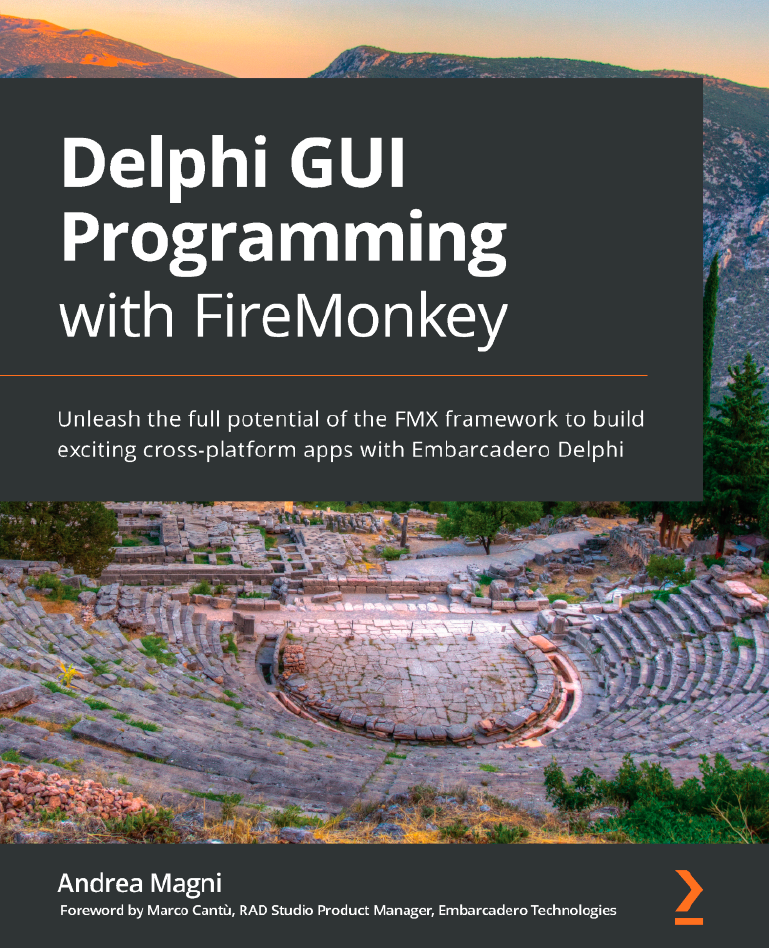 Delphi GUI
Programming
with FireMonkey
Unleash the full potential of the FMX framework to build
exciting cross-platform apps with Embarcadero Delphi
Andrea Magni
Foreword by Marco Cantù, RAD Studio Product Manager, Embarcadero Technologies